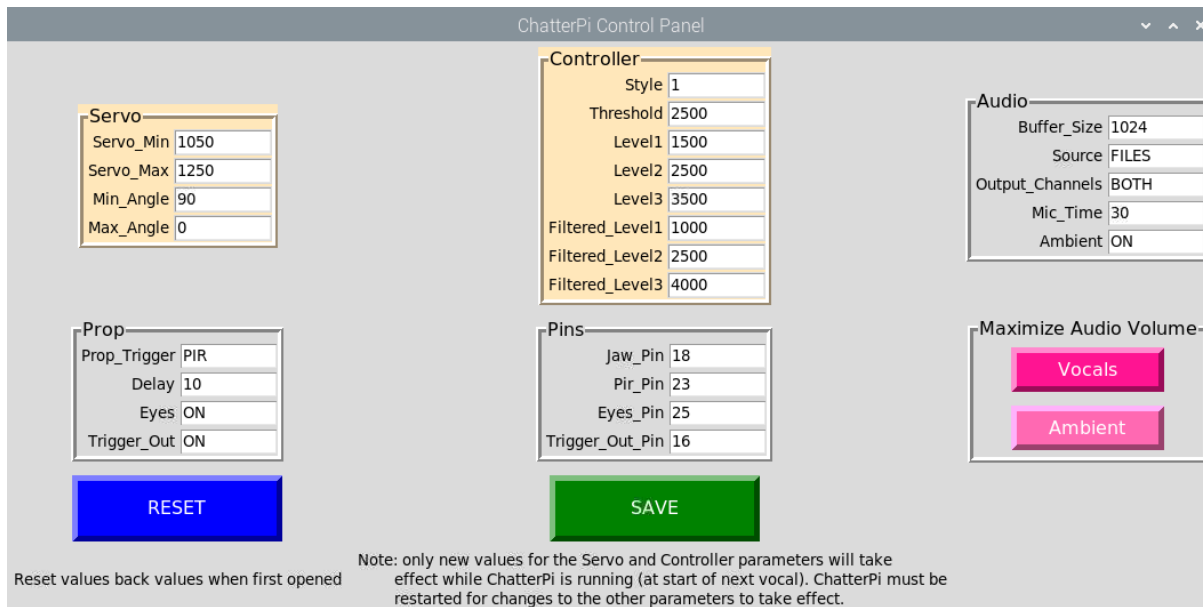 ChatterPi Control Panel
Servo
Servo_Min 1050
Servo_Max 1250
Min_Angle 90
Max_Angle 0
Controller
Style 1
Threshold 2500
Level1 1500
Level2 2500
Level3 3500
Filtered_Level1 1000
Filtered_Level2 2500
Filtered_Level3 4000
Audio
Buffer_Size 1024
Source FILES
Output_Channels BOTH
Mic_Time 30
Ambient ON
Prop
Prop_Trigger PIR
Delay 10
Eyes ON
Trigger_Out ON
Pins
Jaw_Pin 18
Pir_Pin 23
Eyes_Pin 25
Trigger_Out_Pin 16
Maximize Audio Volume
Vocals
Ambient
RESET
SAVE
Reset values back values when first opened
Note: only new values for the Servo and Controller parameters will take
effect while ChatterPi is running (at start of next vocal). ChatterPi must be
restarted for changes to the other parameters to take effect.